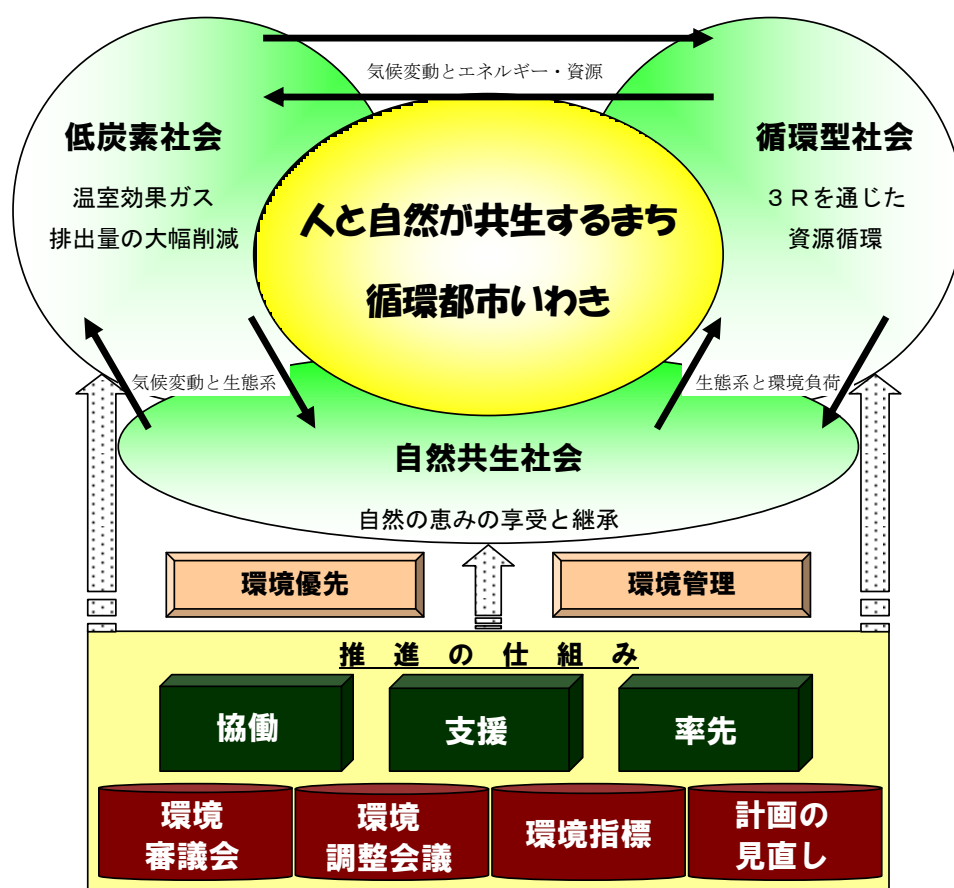 気候変動とエネルギー・資源
低炭素社会
温室効果ガス
排出量の大幅削減
循環型社会
３Ｒを通じた
資源循環
人と自然が共生するまち
循環都市いわき
気候変動と生態系
生態系と環境負荷
自然共生社会
自然の恵みの享受と継承
環境優先
環境管理
推進の仕組み
協働
支援
率先
環境
審議会
環境
調整会議
環境指標
計画の
見直し